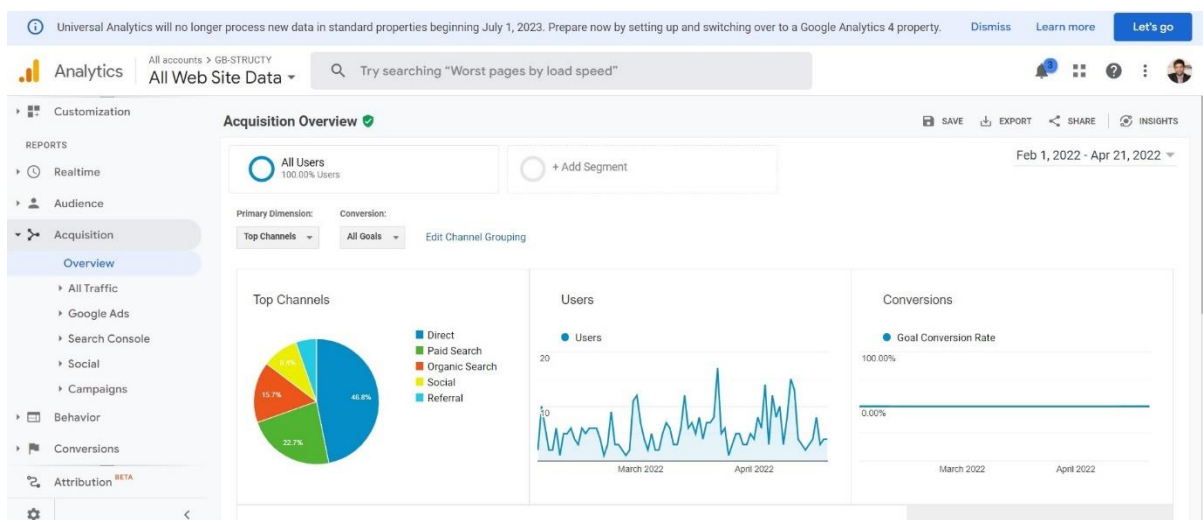 Universal Analytics will no longer process new data in standard properties beginning July 1, 2023. Prepare now by setting up and switching over to a Google Analytics 4 property.
Dismiss
Learn more
Let's go
Analytics
All accounts > GB-STRUCTY
All Web Site Data
Try searching "Worst pages by load speed"
3
Customization
REPORTS
Realtime
Audience
Acquisition
Overview
All Traffic
Google Ads
Search Console
Social
Campaigns
Behavior
Conversions
Attribution BETA
Acquisition Overview
SAVE
EXPORT
SHARE
INSIGHTS
All Users
100.00% Users
+ Add Segment
Feb 1, 2022 - Apr 21, 2022
Primary Dimension:
Conversion:
Top Channels
All Goals
Edit Channel Grouping
Top Channels
Direct
Paid Search
Organic Search
Social
Referral
46.8%
22.7%
15.7%
Users
Users
20
10
March 2022
April 2022
Conversions
Goal Conversion Rate
100.00%
0.00%
March 2022
April 2022